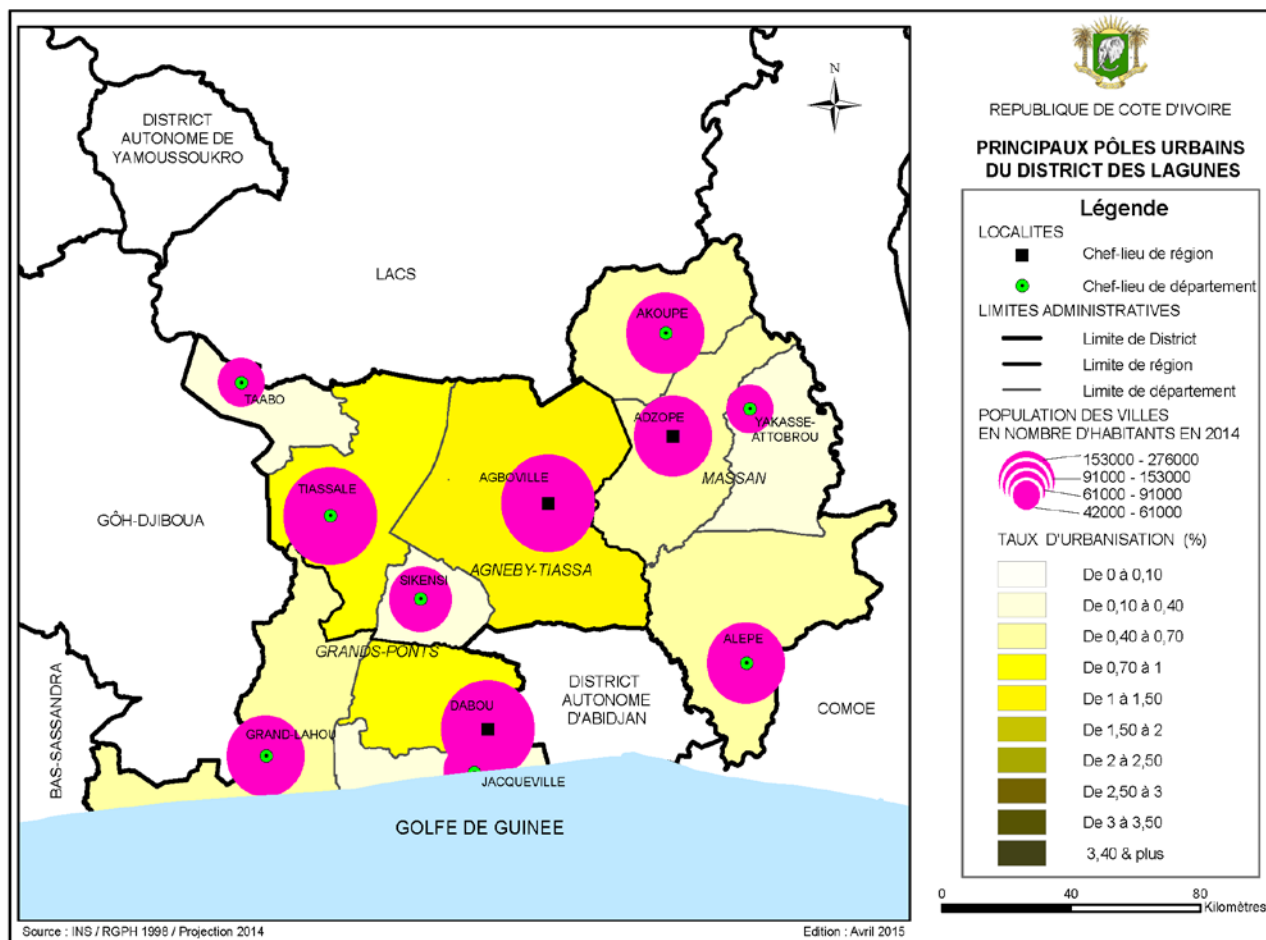 DISTRICT
AUTONOME DE
YAMOUSSOUKRO
N
LACS
AKOUPE
TAABO
ADZOPE
YAKASSE-
ATTOBROU
MASSAN
TIASSALE
AGBOVILLE
GÔH-DJIBOUA
SIKENSI
AGNEBY-TIASSA
GRANDS-PONTS
ALEPE
DISTRICT
AUTONOME
D'ABIDJAN
COMOE
BAS-SASSANDRA
DABOU
GRAND-LAHOU
JACQUEVILLE
GOLFE DE GUINEE
Source : INS / RGPH 1998 / Projection 2014
Edition : Avril 2015
REPUBLIQUE DE COTE D'IVOIRE
PRINCIPAUX PÔLES URBAINS
DU DISTRICT DES LAGUNES
Légende
LOCALITES
Chef-lieu de région
Chef-lieu de département
LIMITES ADMINISTRATIVES
Limite de District
Limite de région
Limite de département
POPULATION DES VILLES
EN NOMBRE D'HABITANTS EN 2014
153000 - 276000
91000 - 153000
61000 - 91000
42000 - 61000
TAUX D'URBANISATION (%)
De 0 à 0,10
De 0,10 à 0,40
De 0,40 à 0,70
De 0,70 à 1
De 1 à 1,50
De 1,50 à 2
De 2 à 2,50
De 2,50 à 3
De 3 à 3,50
3,40 & plus
0 40 80
Kilomètres